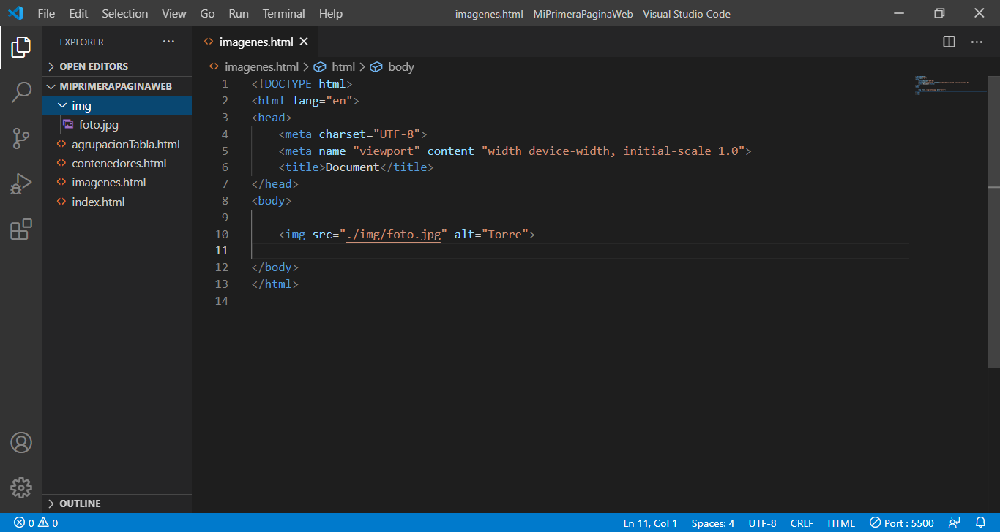 File Edit Selection View Go Run Terminal Help
imagenes.html - MiPrimeraPaginaWeb - Visual Studio Code
EXPLORER
OPEN EDITORS
MIPRIMERAPAGINAWEB
img
foto.jpg
agrupacionTabla.html
contenedores.html
imagenes.html
index.html
OUTLINE
imagenes.html
imagenes.html > html > body
1 <!DOCTYPE html>
2 <html lang="en">
3 <head>
4 <meta charset="UTF-8">
5 <meta name="viewport" content="width=device-width, initial-scale=1.0">
6 <title>Document</title>
7 </head>
8 <body>
9
10 <img src="./img/foto.jpg" alt="Torre">
11
12 </body>
13 </html>
14
0 0 Ln 11, Col 1 Spaces: 4 UTF-8 CRLF HTML Port : 5500